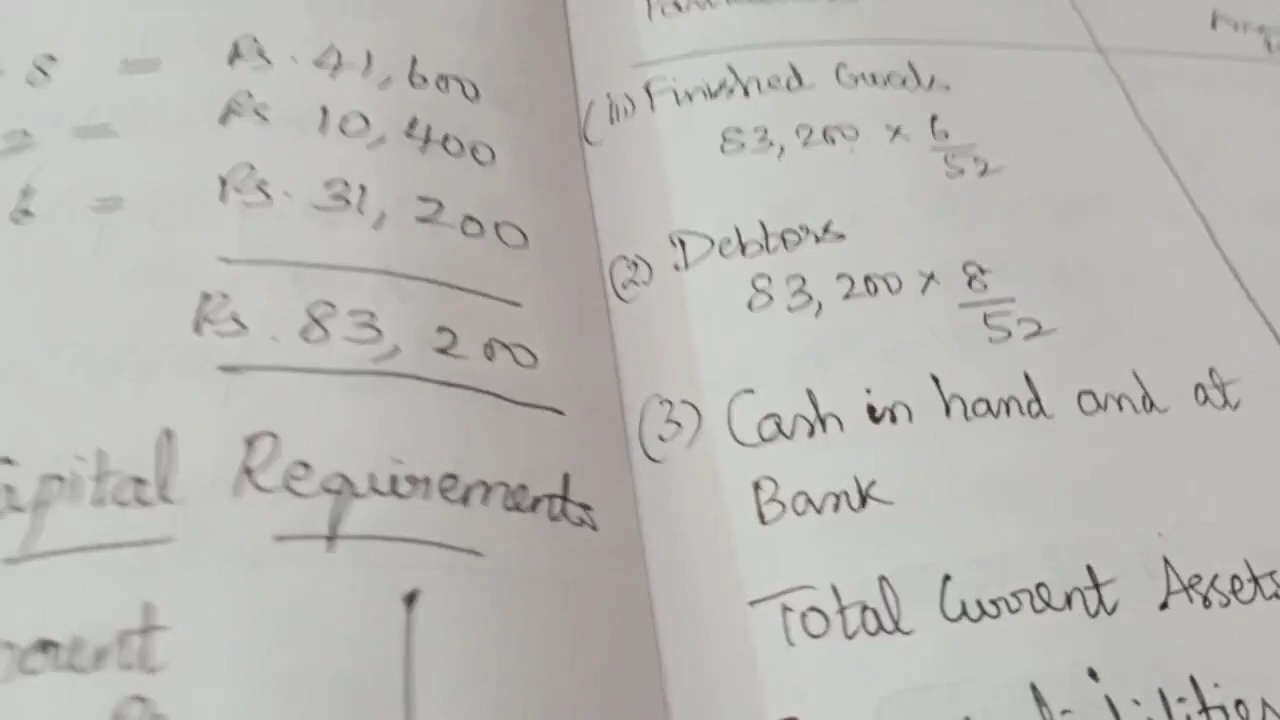 s - Rs. 41,600
- Rs 10,400
= Rs. 31,200
Rs. 83,200
Requirements
(iii) Finished Goods
83,200 × 6/52
(2) Debtors
83,200 × 8/52
(3) Cash in hand and at
Bank
Total Current Assets